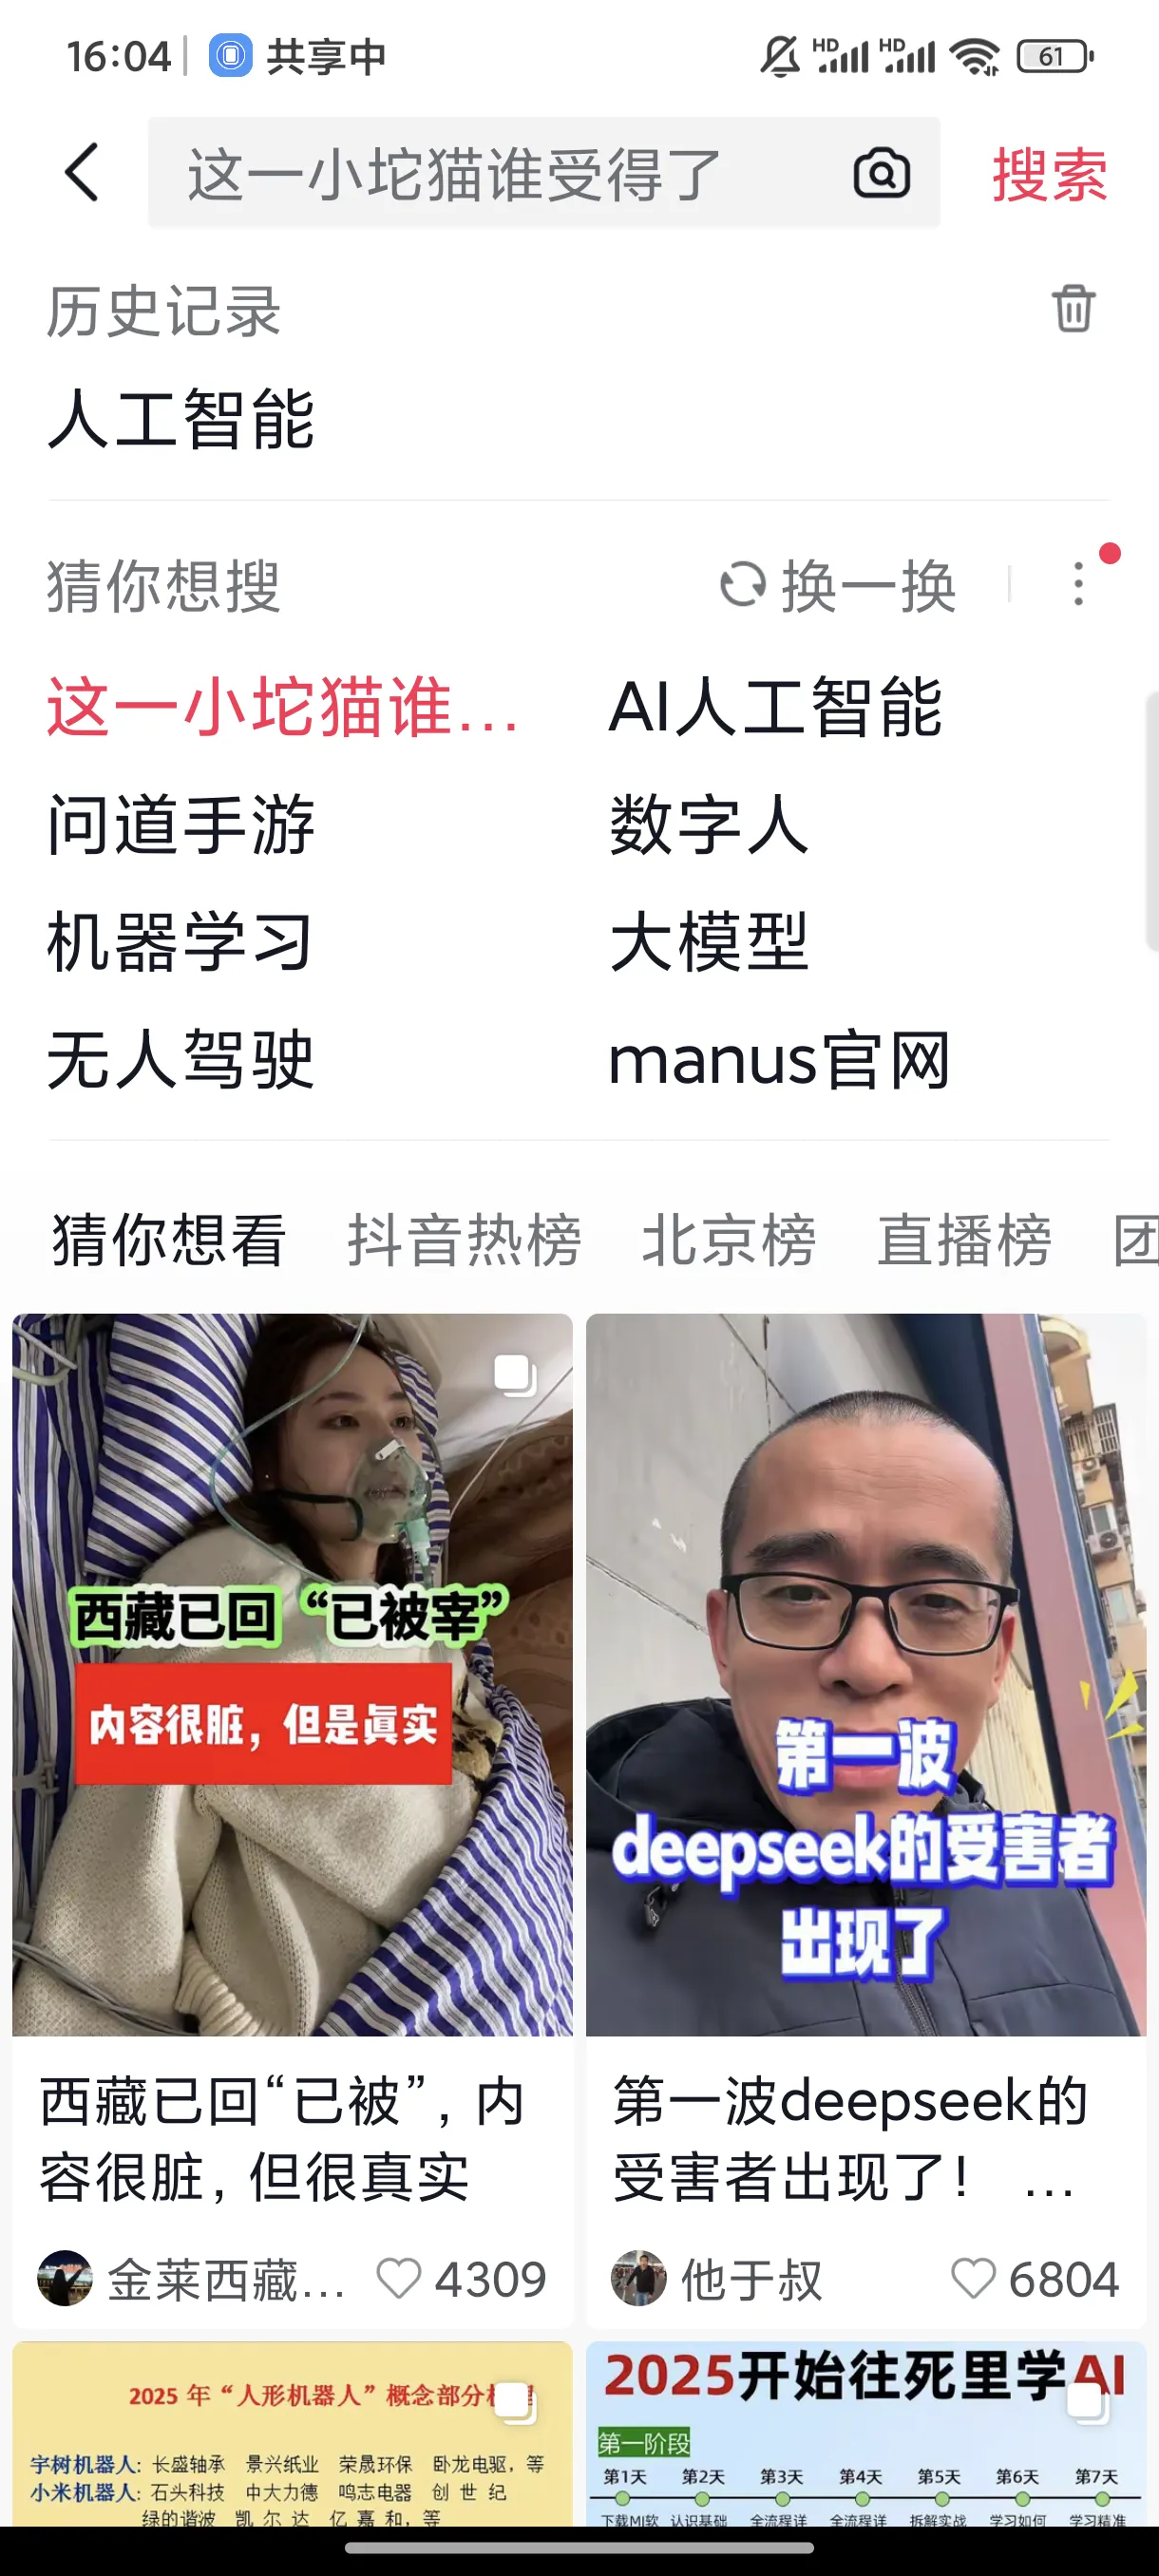 16:04 共享中 HD HD 61
这一小坨猫谁受得了 搜索
历史记录
人工智能
猜你想搜 换一换
这一小坨猫谁... AI人工智能
问道手游 数字人
机器学习 大模型
无人驾驶 manus官网
猜你想看 抖音热榜 北京榜 直播榜 团
西藏已回“已被宰”
内容很脏，但是真实
第一波
deepseek的受害者
出现了
西藏已回“已被”，内
容很脏，但很真实
金莱西藏... 4309
第一波deepseek的
受害者出现了！ ...
他于叔 6804
2025 年“人形机器人”概念部分
宇树机器人：长盛轴承 景兴纸业 荣晟环保 卧龙电驱，等
小米机器人：石头科技 中大力德 鸣志电器 创 世 纪
绿的谐波 凯 尔 达 亿 嘉 和，等
2025开始往死里学AI
第一阶段
第1天 第2天 第3天 第4天 第5天 第6天 第7天
下载MI软 认识基础 全流程详 全流程详 拆解实战 学习如何 学习精准